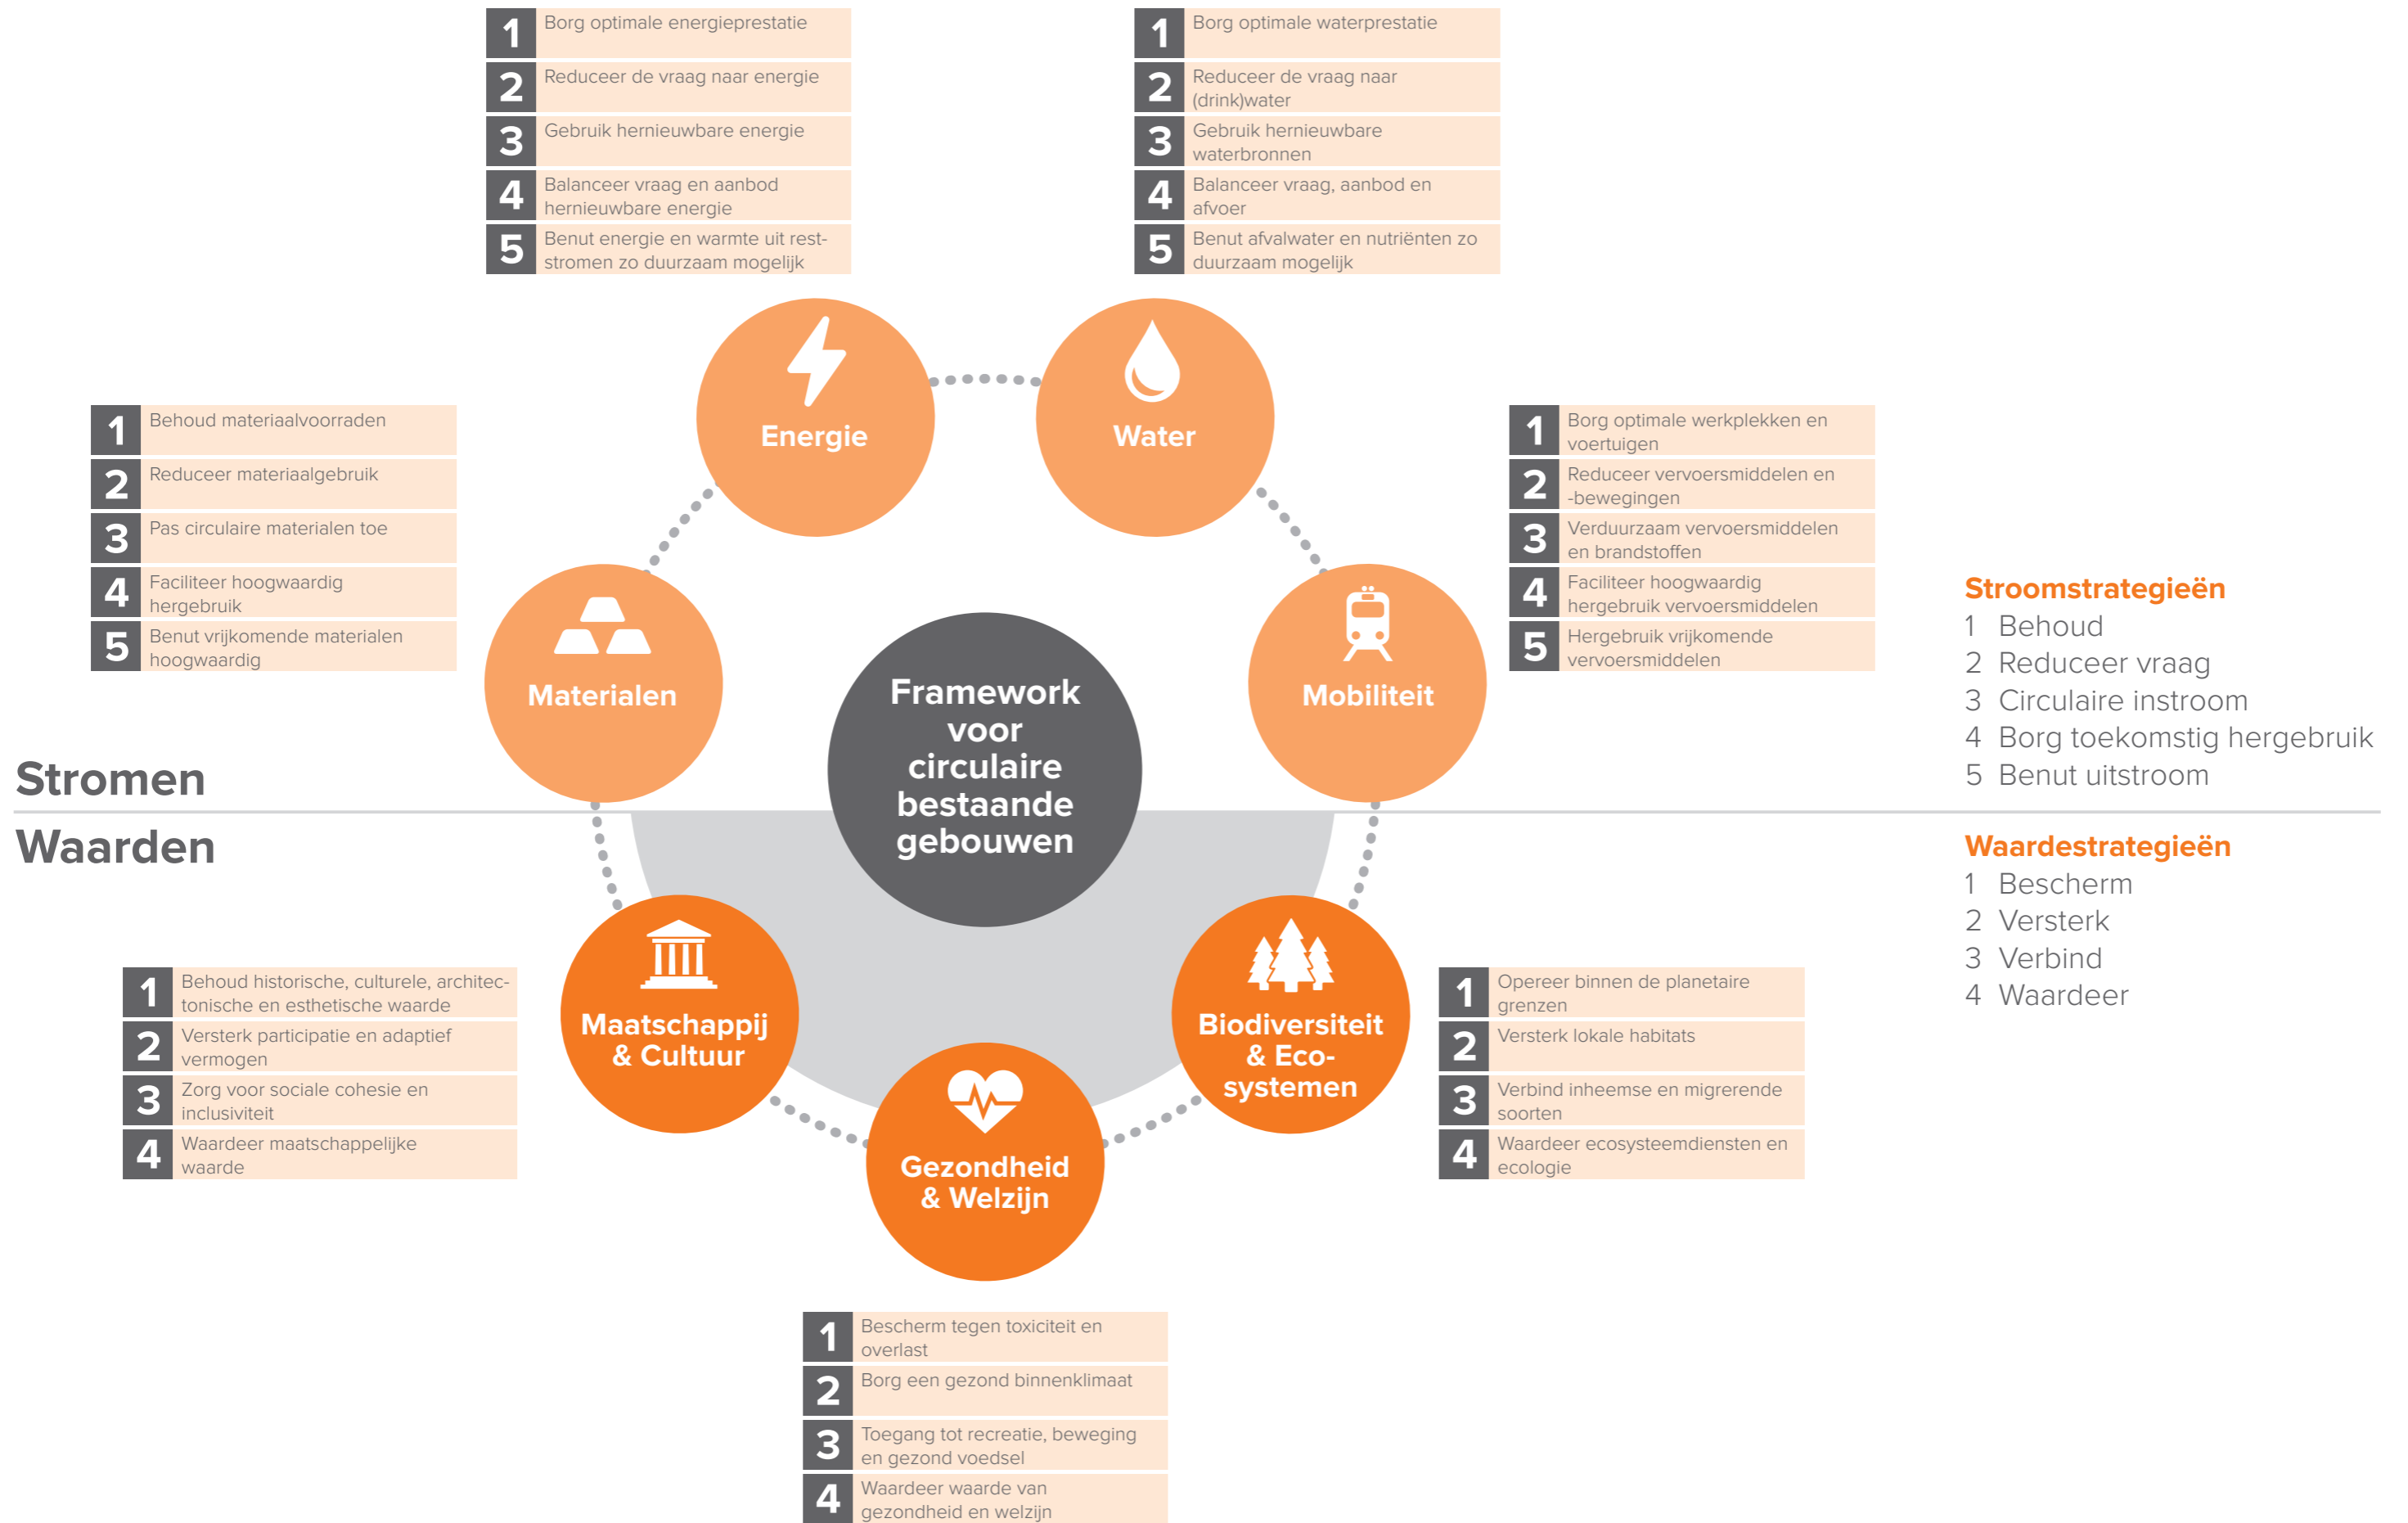 1 Borg optimale energieprestatie
2 Reduceer de vraag naar energie
3 Gebruik hernieuwbare energie
4 Balanceer vraag en aanbod
hernieuwbare energie
5 Benut energie en warmte uit rest-
stromen zo duurzaam mogelijk
1 Borg optimale waterprestatie
2 Reduceer de vraag naar
(drink)water
3 Gebruik hernieuwbare
waterbronnen
4 Balanceer vraag, aanbod en
afvoer
5 Benut afvalwater en nutriënten zo
duurzaam mogelijk
Energie
Water
1 Behoud materiaalvoorraden
2 Reduceer materiaalgebruik
3 Pas circulaire materialen toe
4 Faciliteer hoogwaardig
hergebruik
5 Benut vrijkomende materialen
hoogwaardig
Materialen
Framework
voor
circulaire
bestaande
gebouwen
Mobiliteit
1 Borg optimale werkplekken en
voertuigen
2 Reduceer vervoersmiddelen en
-bewegingen
3 Verduurzaam vervoersmiddelen
en brandstoffen
4 Faciliteer hoogwaardig
hergebruik vervoersmiddelen
5 Hergebruik vrijkomende
vervoersmiddelen
Stroomstrategieën
1 Behoud
2 Reduceer vraag
3 Circulaire instroom
4 Borg toekomstig hergebruik
5 Benut uitstroom
Stromen
Waarden
Waardestrategieën
1 Bescherm
2 Versterk
3 Verbind
4 Waardeer
1 Behoud historische, culturele, architec-
tonische en esthetische waarde
2 Versterk participatie en adaptief
vermogen
3 Zorg voor sociale cohesie en
inclusiviteit
4 Waardeer maatschappelijke
waarde
Maatschappij
& Cultuur
Gezondheid
& Welzijn
Biodiversiteit
& Eco-
systemen
1 Opereer binnen de planetaire
grenzen
2 Versterk lokale habitats
3 Verbind inheemse en migrerende
soorten
4 Waardeer ecosysteemdiensten en
ecologie
1 Bescherm tegen toxiciteit en
overlast
2 Borg een gezond binnenklimaat
3 Toegang tot recreatie, beweging
en gezond voedsel
4 Waardeer waarde van
gezondheid en welzijn